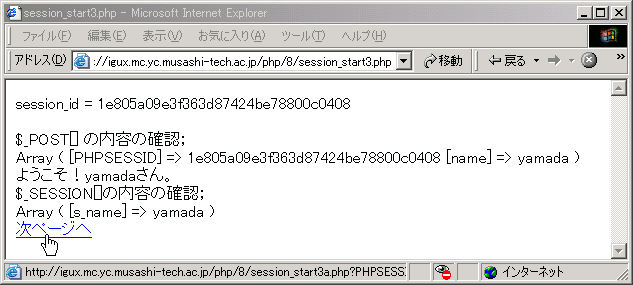 session_start3.php - Microsoft Internet Explorer
ファイル(F) 編集(E) 表示(V) お気に入り(A) ツール(T) ヘルプ(H)
アドレス(D) ://igux.mc.yc.musashi-tech.ac.jp/php/8/session_start3.php 移動 戻る »
session_id = 1e805a09e3f363d87424be78800c0408
$_POST[] の内容の確認;
Array ( [PHPSESSID] => 1e805a09e3f363d87424be78800c0408 [name] => yamada )
ようこそ！yamadaさん。
$_SESSION[]の内容の確認;
Array ( [s_name] => yamada )
次ページへ
http://igux.mc.yc.musashi-tech.ac.jp/php/8/session_start3a.php?PHPSESS インターネット